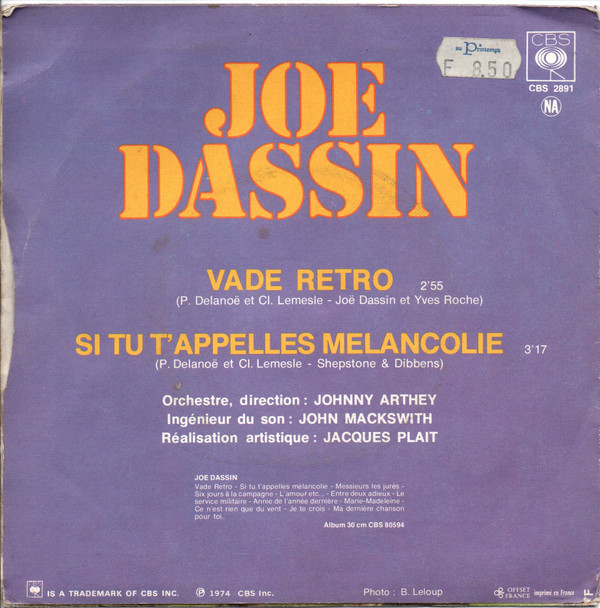 au Printemps
F 8.50
CBS
CBS 2891
NA
JOE
DASSIN
VADE RETRO 2'55
(P. Delanoë et Cl. Lemesle - Joë Dassin et Yves Roche)
SI TU T'APPELLES MELANCOLIE 3'17
(P. Delanoë et Cl. Lemesle - Shepstone & Dibbens)
Orchestre, direction : JOHNNY ARTHEY
Ingénieur du son : JOHN MACKSWITH
Réalisation artistique : JACQUES PLAIT
JOE DASSIN
Vade Retro - Si tu t'appelles mélancolie - Messieurs les jurés -
Six jours à la campagne - L'amour etc... - Entre deux adieux - Le
service militaire - Annie de l'année dernière - Marie-Madeleine -
Ce n'est rien que du vent - Je te crois - Ma dernière chanson
pour toi.
Album 30 cm CBS 80594
IS A TRADEMARK OF CBS INC. ℗ 1974 CBS Inc. Photo : B. Leloup OFFSET FRANCE imprimé en France